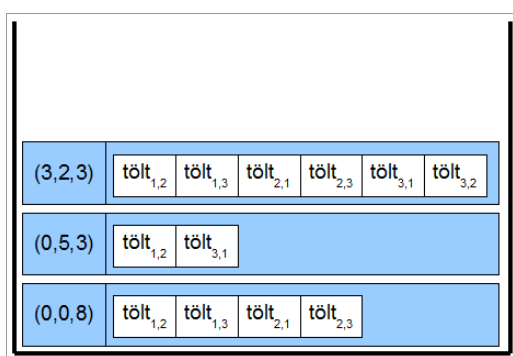 (3,2,3) tölt1,2 tölt1,3 tölt2,1 tölt2,3 tölt3,1 tölt3,2
(0,5,3) tölt1,2 tölt3,1
(0,0,8) tölt1,2 tölt1,3 tölt2,1 tölt2,3